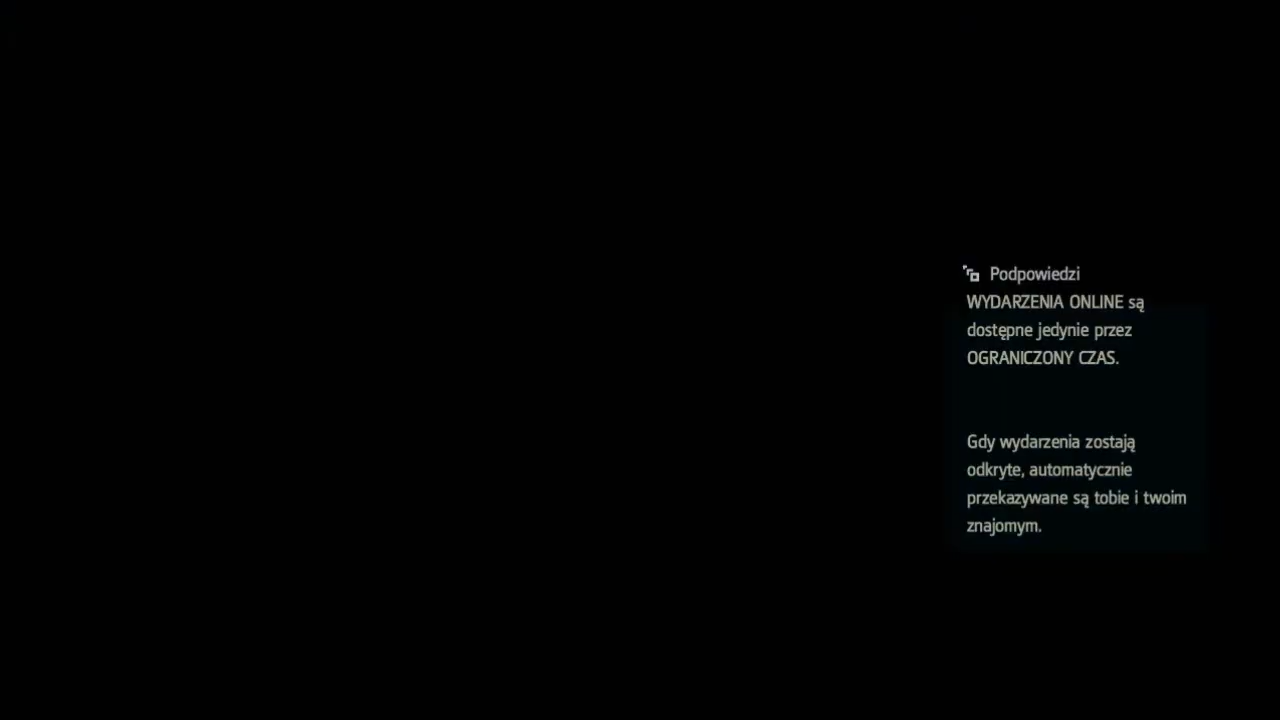 Podpowiedzi
WYDARZENIA ONLINE są
dostępne jedynie przez
OGRANICZONY CZAS.
Gdy wydarzenia zostają
odkryte, automatycznie
przekazywane są tobie i twoim
znajomym.